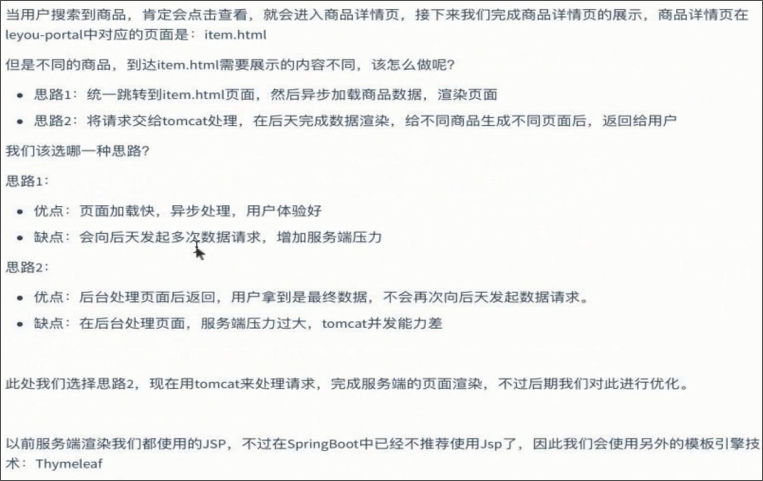 当用户搜索到商品，肯定会点击查看，就会进入商品详情页，接下来我们完成商品详情页的展示，商品详情页在
leyou-portal中对应的页面是：item.html
但是不同的商品，到达item.html需要展示的内容不同，该怎么做呢？
• 思路1：统一跳转到item.html页面，然后异步加载商品数据，渲染页面
• 思路2：将请求交给tomcat处理，在后天完成数据渲染，给不同商品生成不同页面后，返回给用户
我们该选哪一种思路？
思路1：
• 优点：页面加载快，异步处理，用户体验好
• 缺点：会向后天发起多次数据请求，增加服务端压力
思路2：
• 优点：后台处理页面后返回，用户拿到是最终数据，不会再次向后天发起数据请求。
• 缺点：在后台处理页面，服务端压力过大，tomcat并发能力差
此处我们选择思路2，现在用tomcat来处理请求，完成服务端的页面渲染，不过后期我们对此进行优化。
以前服务端渲染我们都使用的JSP，不过在SpringBoot中已经不推荐使用Jsp了，因此我们会使用另外的模板引擎技
术：Thymeleaf